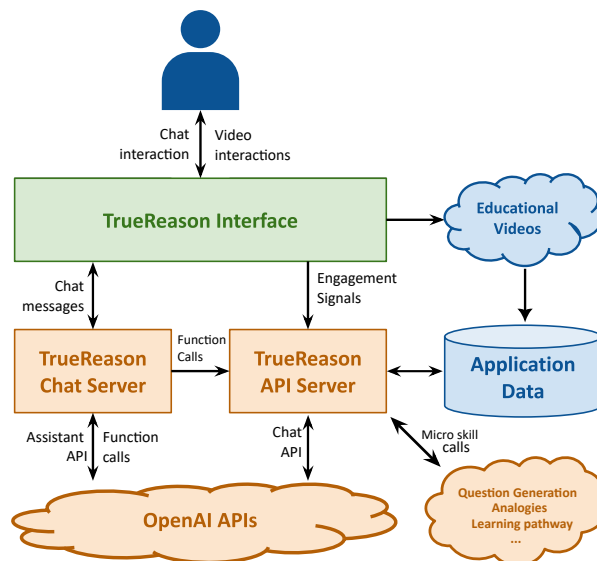 Chat
interaction
Video
interactions
TrueReason Interface
Educational
Videos
Chat
messages
Engagement
Signals
TrueReason
Chat Server
Function
Calls
TrueReason
API Server
Application
Data
Assistant
API
Function
calls
Chat
API
Micro skill
calls
OpenAI APIs
Question Generation
Analogies
Learning pathway
...